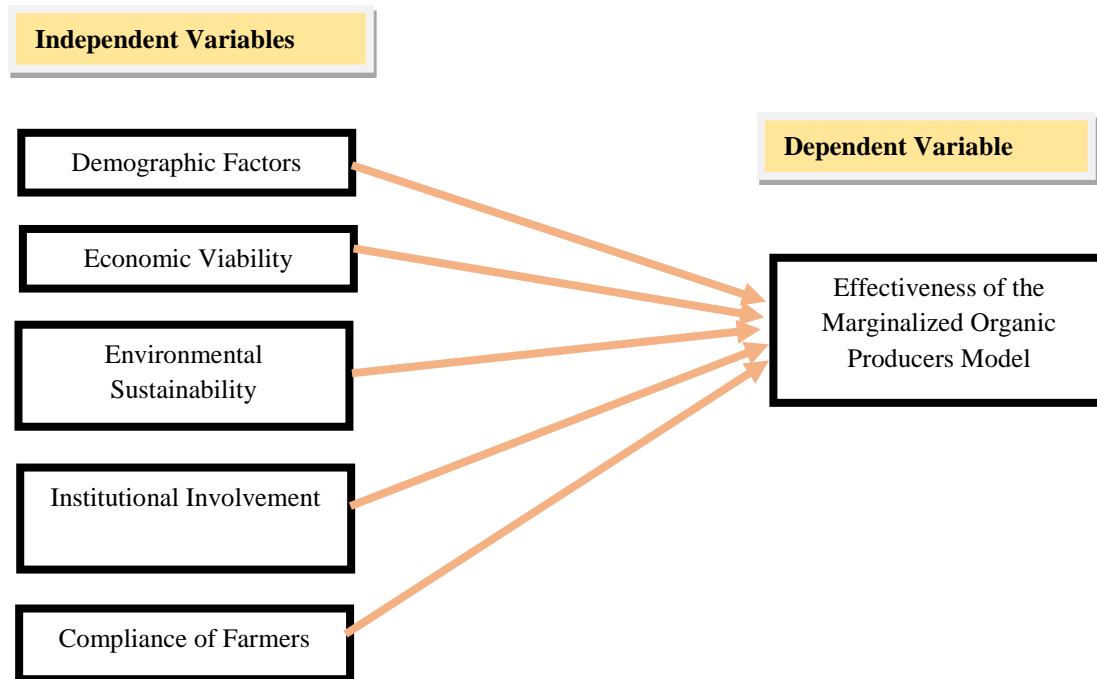 Independent Variables
Demographic Factors
Economic Viability
Environmental
Sustainability
Institutional Involvement
Compliance of Farmers
Dependent Variable
Effectiveness of the
Marginalized Organic
Producers Model